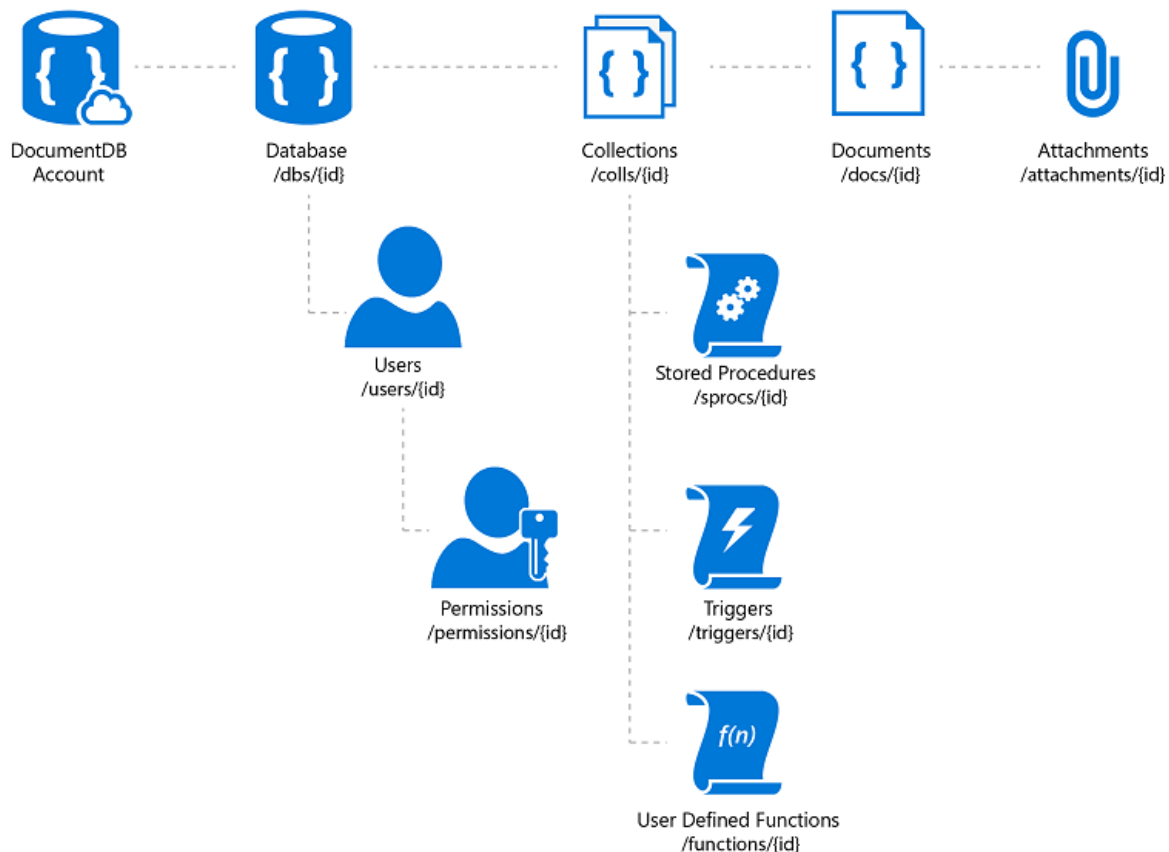 DocumentDB
Account
Database
/dbs/{id}
Collections
/colls/{id}
Documents
/docs/{id}
Attachments
/attachments/{id}
Users
/users/{id}
Stored Procedures
/sprocs/{id}
Permissions
/permissions/{id}
Triggers
/triggers/{id}
f(n)
User Defined Functions
/functions/{id}